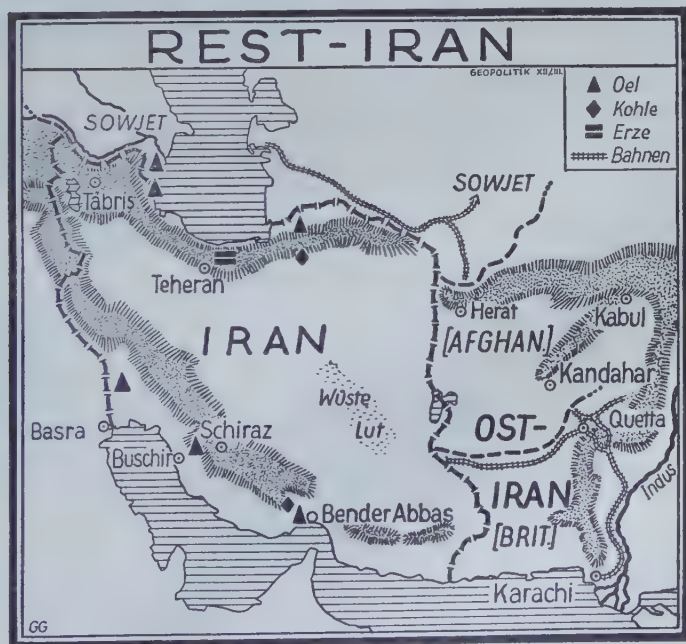 REST-IRAN
GEOPOLITIK XII/III.
Oel
Kohle
Erze
Bahnen
SOWJET
SOWJET
Täbris
Teheran
Herat
Kabul
IRAN
[AFGHAN]
Kandahar
Wüste
Lut
OST-
Quetta
Basra
Schiraz
Buschir
IRAN
[BRIT.]
Indus
Bender Abbas
Karachi
GG